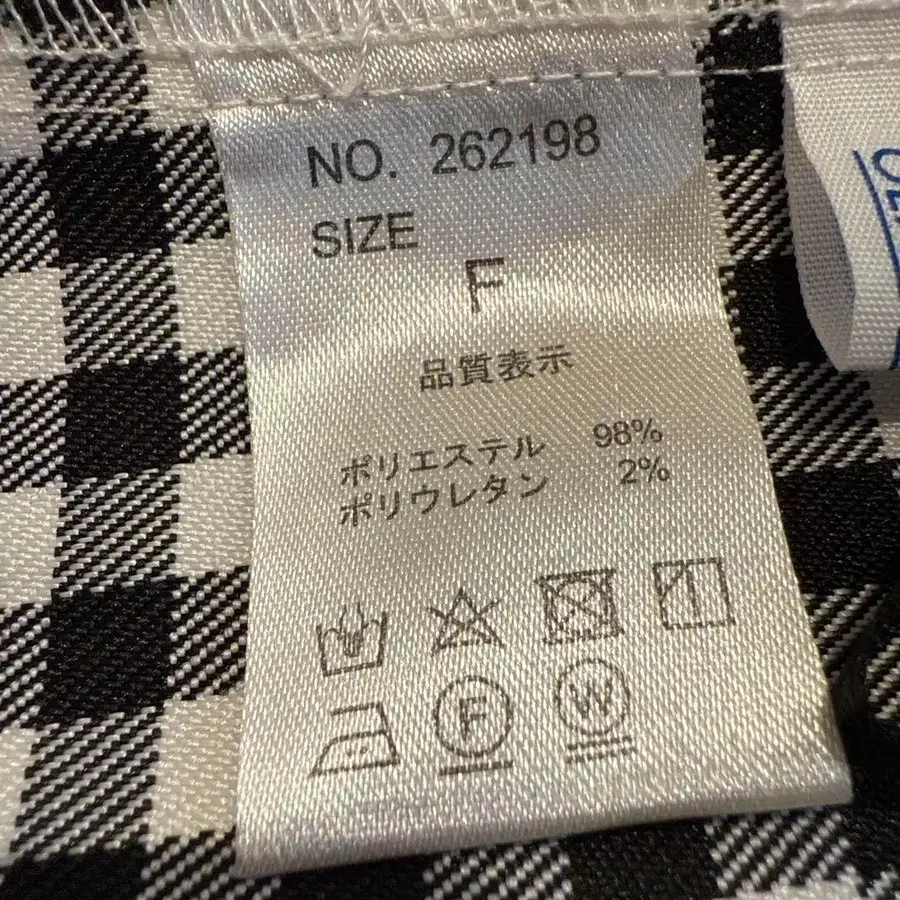 NO. 262198
SIZE
F
品質表示
ポリエステル 98%
ポリウレタン 2%
F W